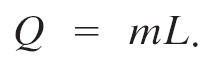 Q = mL.